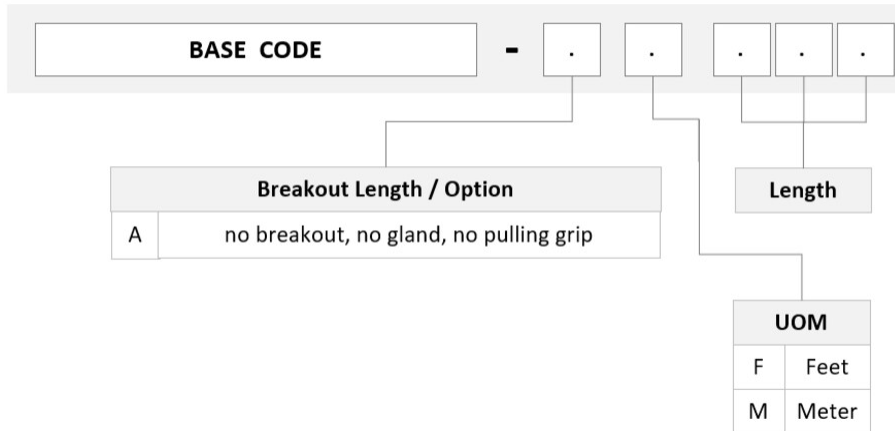 BASE CODE - . . . . .
Breakout Length / Option
A no breakout, no gland, no pulling grip
Length
UOM
F Feet
M Meter